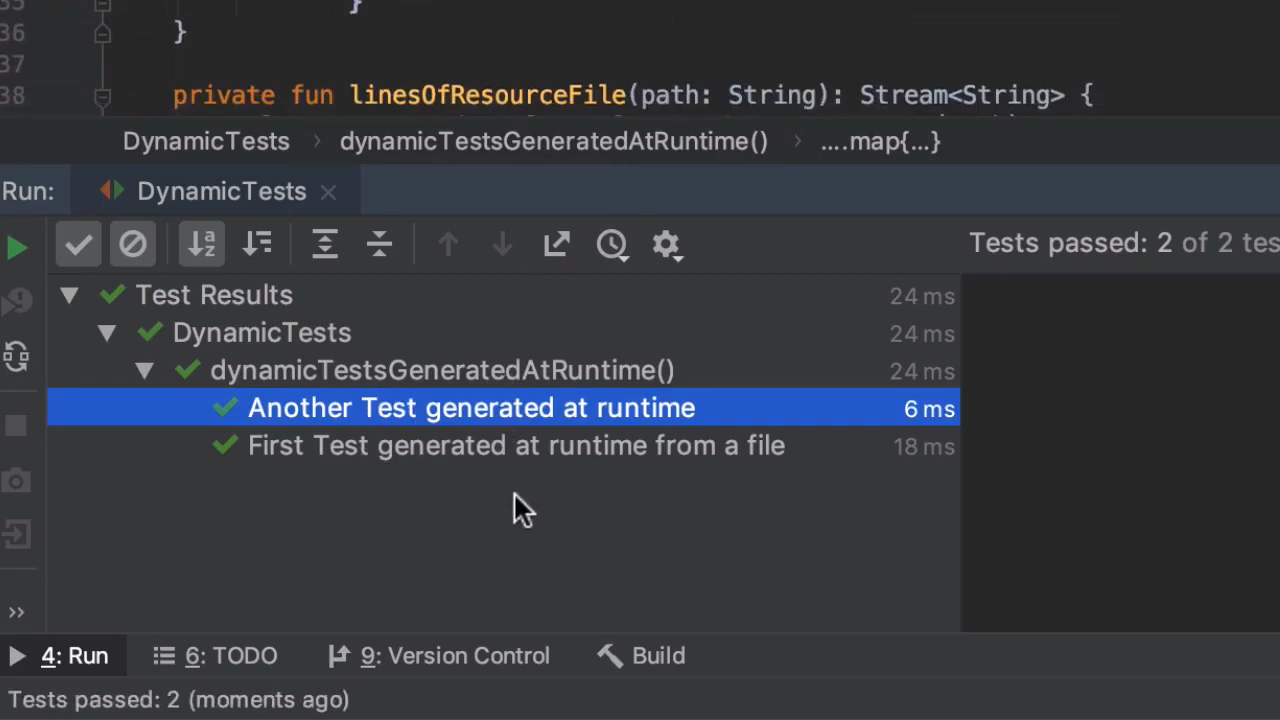 35 }
36 }
37
38 private fun linesOfResourceFile(path: String): Stream<String> {
DynamicTests › dynamicTestsGeneratedAtRuntime() › ....map{...}
Run: DynamicTests ×
Tests passed: 2 of 2 tes
Test Results 24 ms
DynamicTests 24 ms
dynamicTestsGeneratedAtRuntime() 24 ms
Another Test generated at runtime 6 ms
First Test generated at runtime from a file 18 ms
»
4: Run 6: TODO 9: Version Control Build
Tests passed: 2 (moments ago)